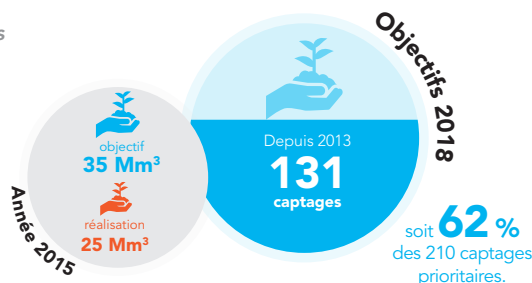 s
objectif
35 Mm³
réalisation
25 Mm³
Année 2015
Depuis 2013
131
captages
Objectifs 2018
soit 62 %
des 210 captages
prioritaires.